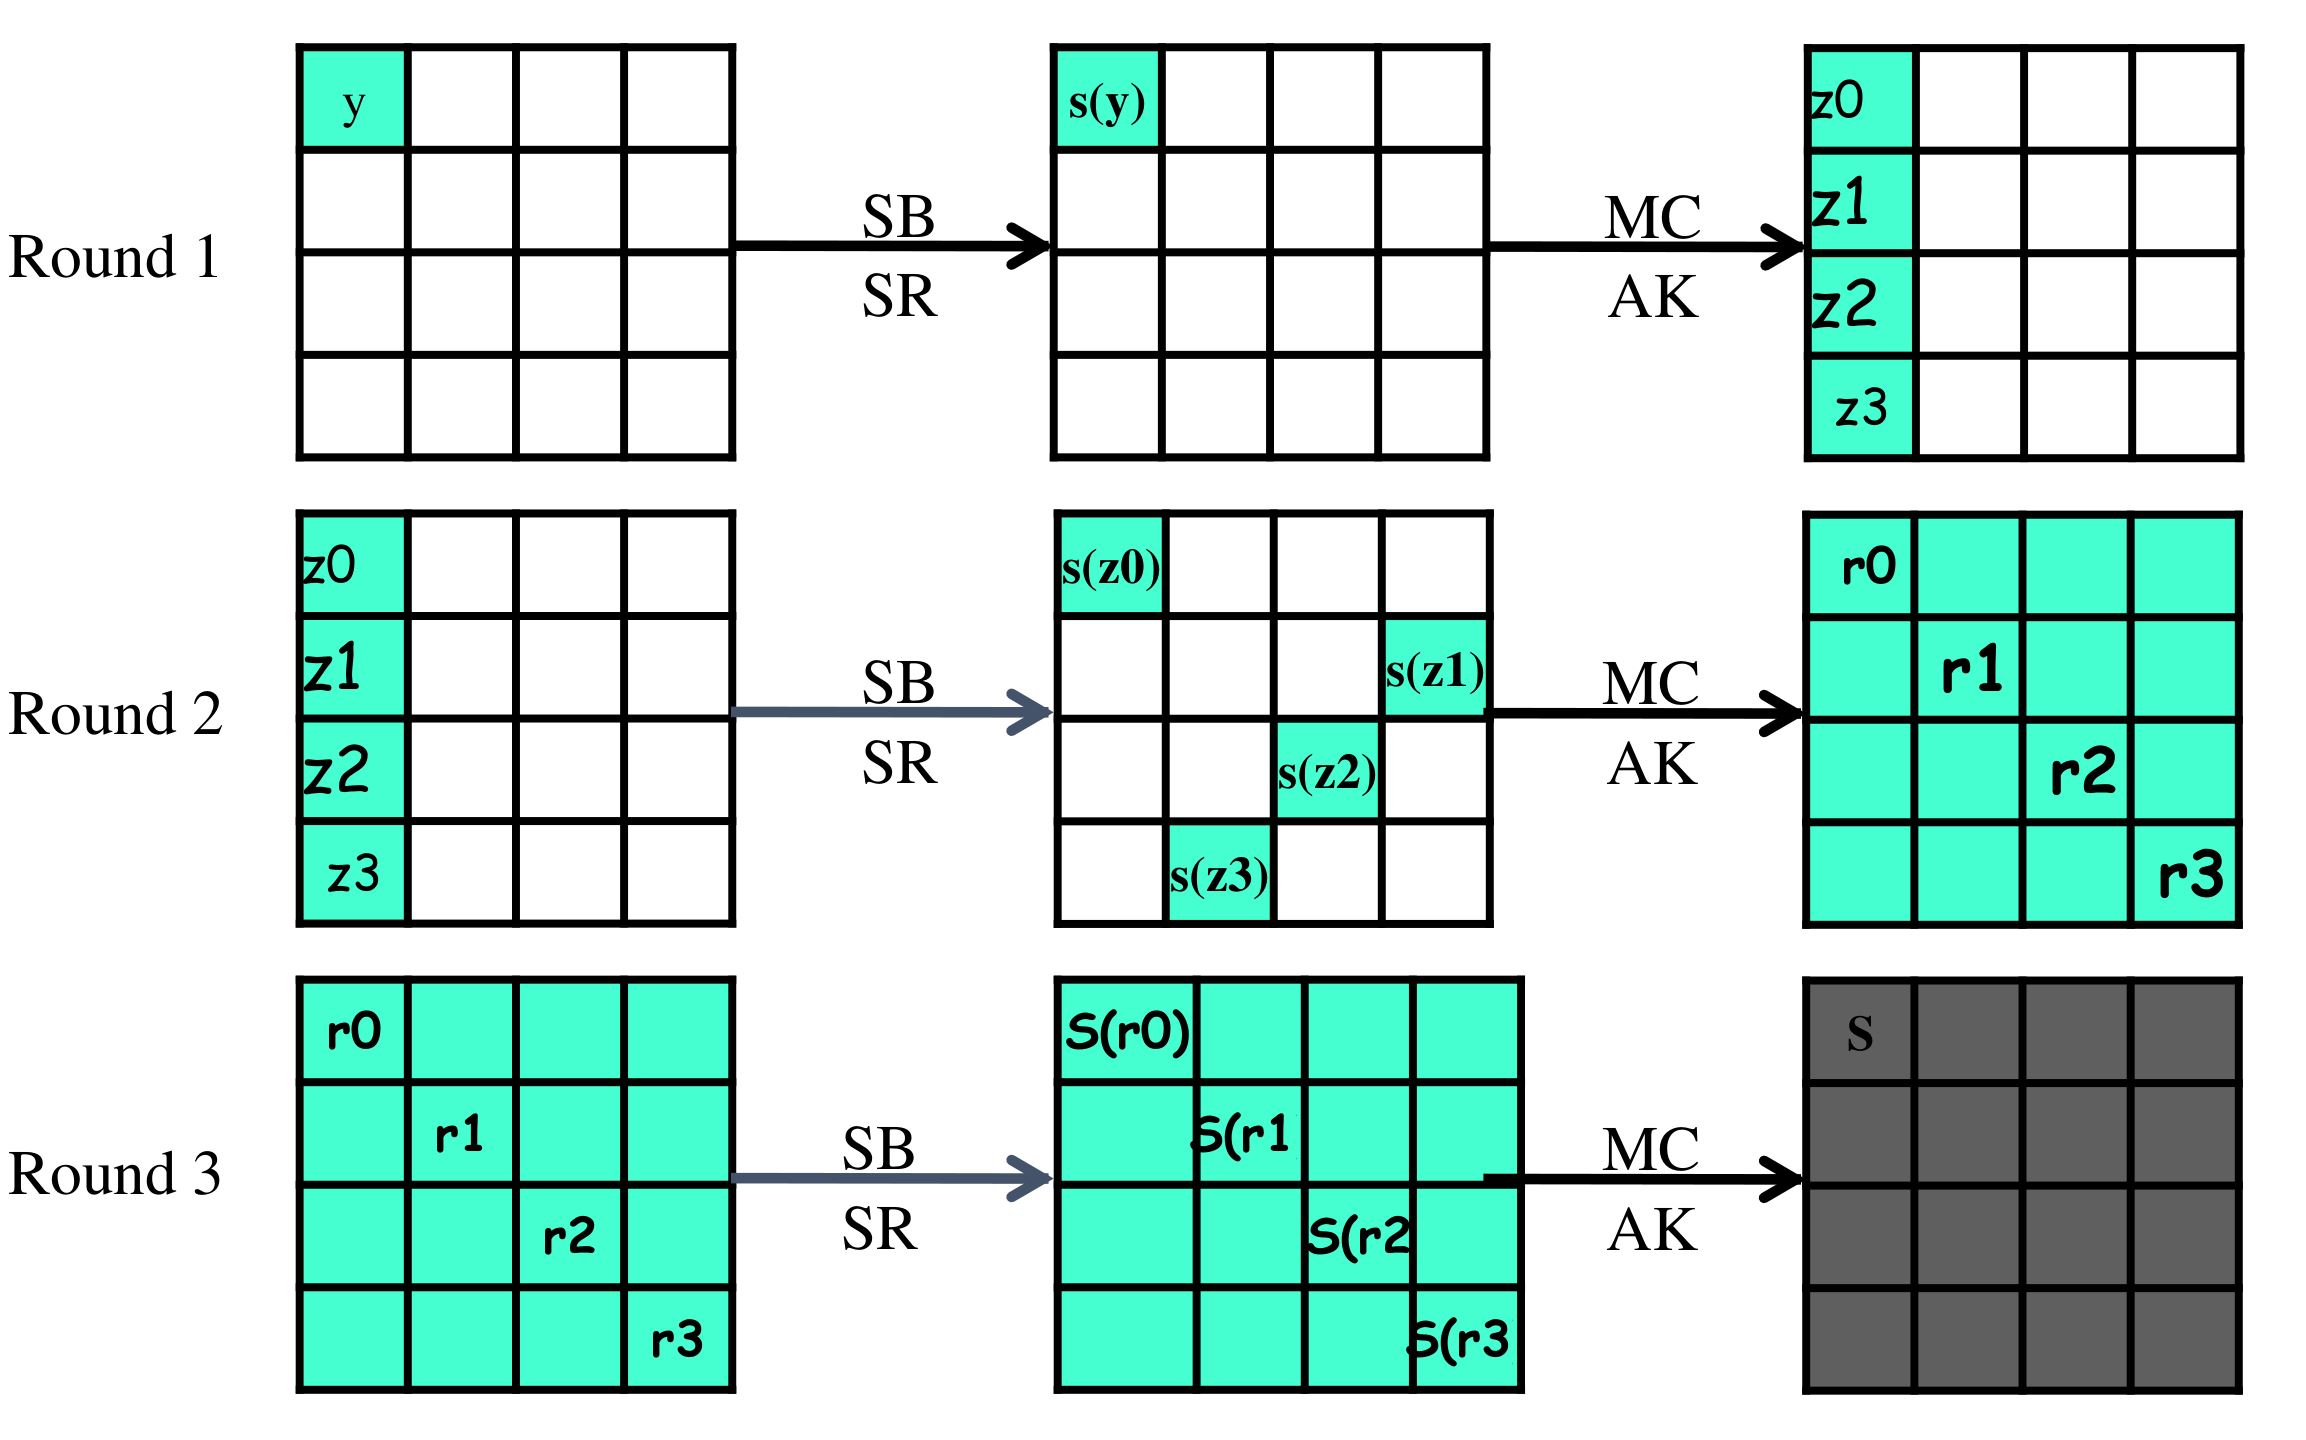 y
s(y)
z0
z1
z2
z3
Round 1
SB
SR
MC
AK
z0
z1
z2
z3
s(z0)
s(z1)
s(z2)
s(z3)
r0
r1
r2
r3
Round 2
SB
SR
MC
AK
r0
r1
r2
r3
S(r0)
S(r1
S(r2
S(r3
s
Round 3
SB
SR
MC
AK